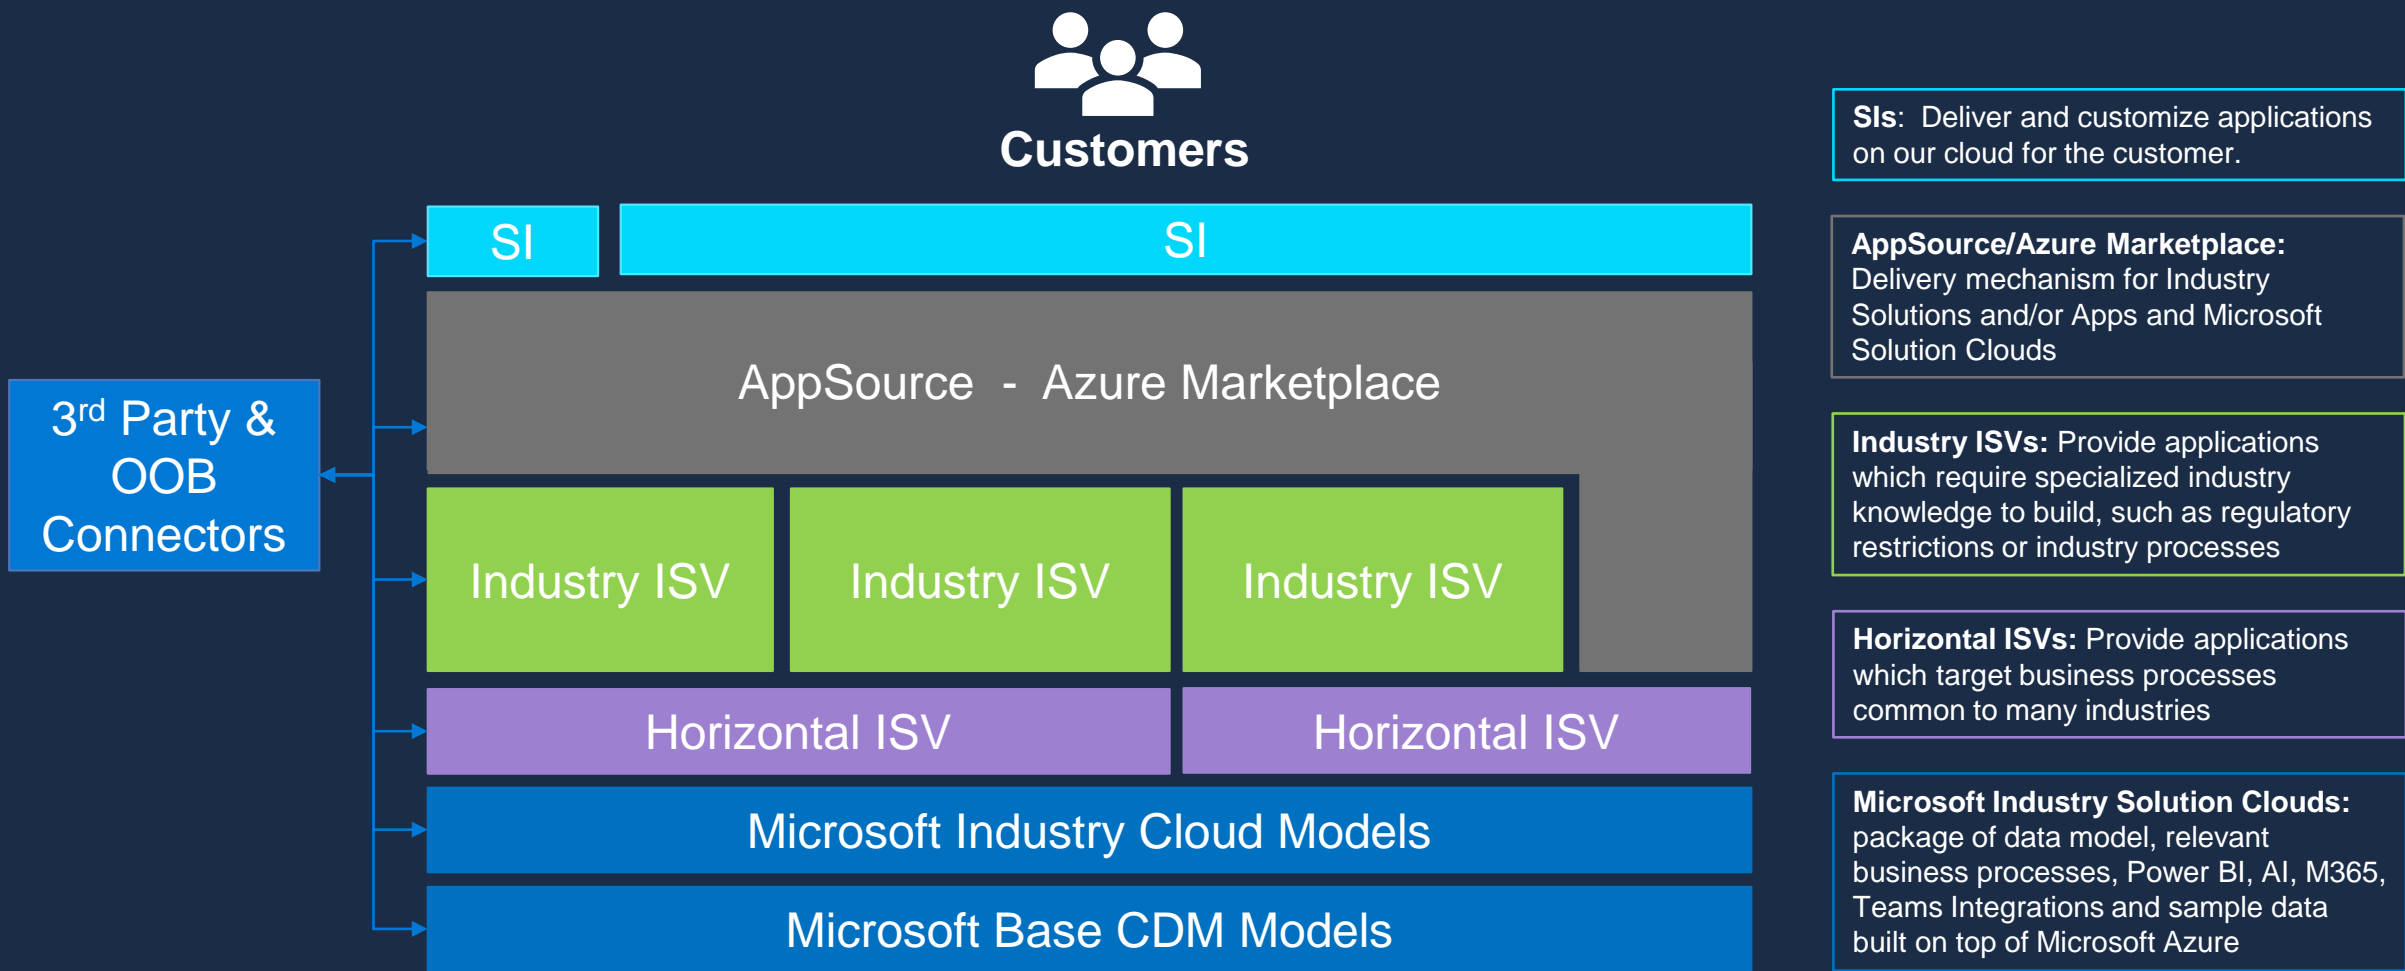 Customers
SI
SI
AppSource - Azure Marketplace
3rd Party &
OOB
Connectors
Industry ISV
Industry ISV
Industry ISV
Horizontal ISV
Horizontal ISV
Microsoft Industry Cloud Models
Microsoft Base CDM Models
SIs: Deliver and customize applications
on our cloud for the customer.
AppSource/Azure Marketplace:
Delivery mechanism for Industry
Solutions and/or Apps and Microsoft
Solution Clouds
Industry ISVs: Provide applications
which require specialized industry
knowledge to build, such as regulatory
restrictions or industry processes
Horizontal ISVs: Provide applications
which target business processes
common to many industries
Microsoft Industry Solution Clouds:
package of data model, relevant
business processes, Power BI, AI, M365,
Teams Integrations and sample data
built on top of Microsoft Azure